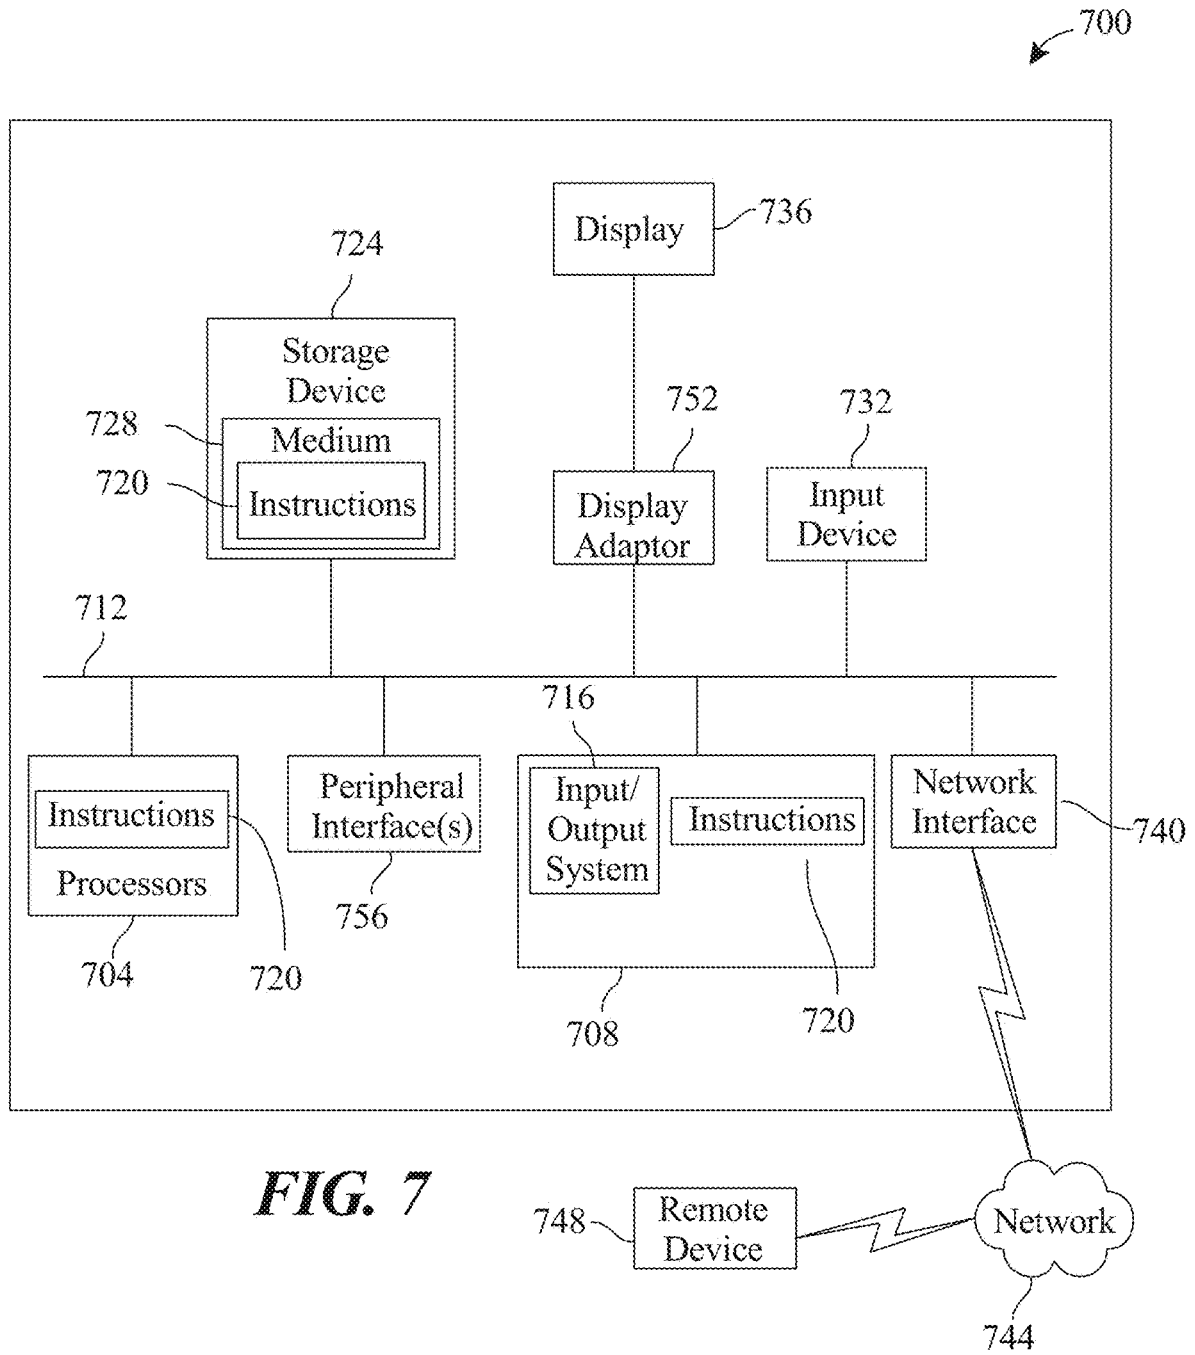 700
Display
736
724
Storage
Device
728
Medium
720
Instructions
752
Display
Adaptor
732
Input
Device
712
716
Instructions
Processors
704
720
Peripheral
Interface(s)
756
Input/
Output
System
Instructions
708
720
Network
Interface
740
FIG. 7
748
Remote
Device
Network
744